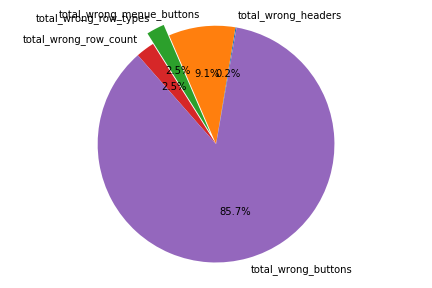 total_wrong_menue_buttons
total_wrong_headers
total_wrong_row_types
total_wrong_row_count
2.5%
9.1%
0.2%
2.5%
85.7%
total_wrong_buttons